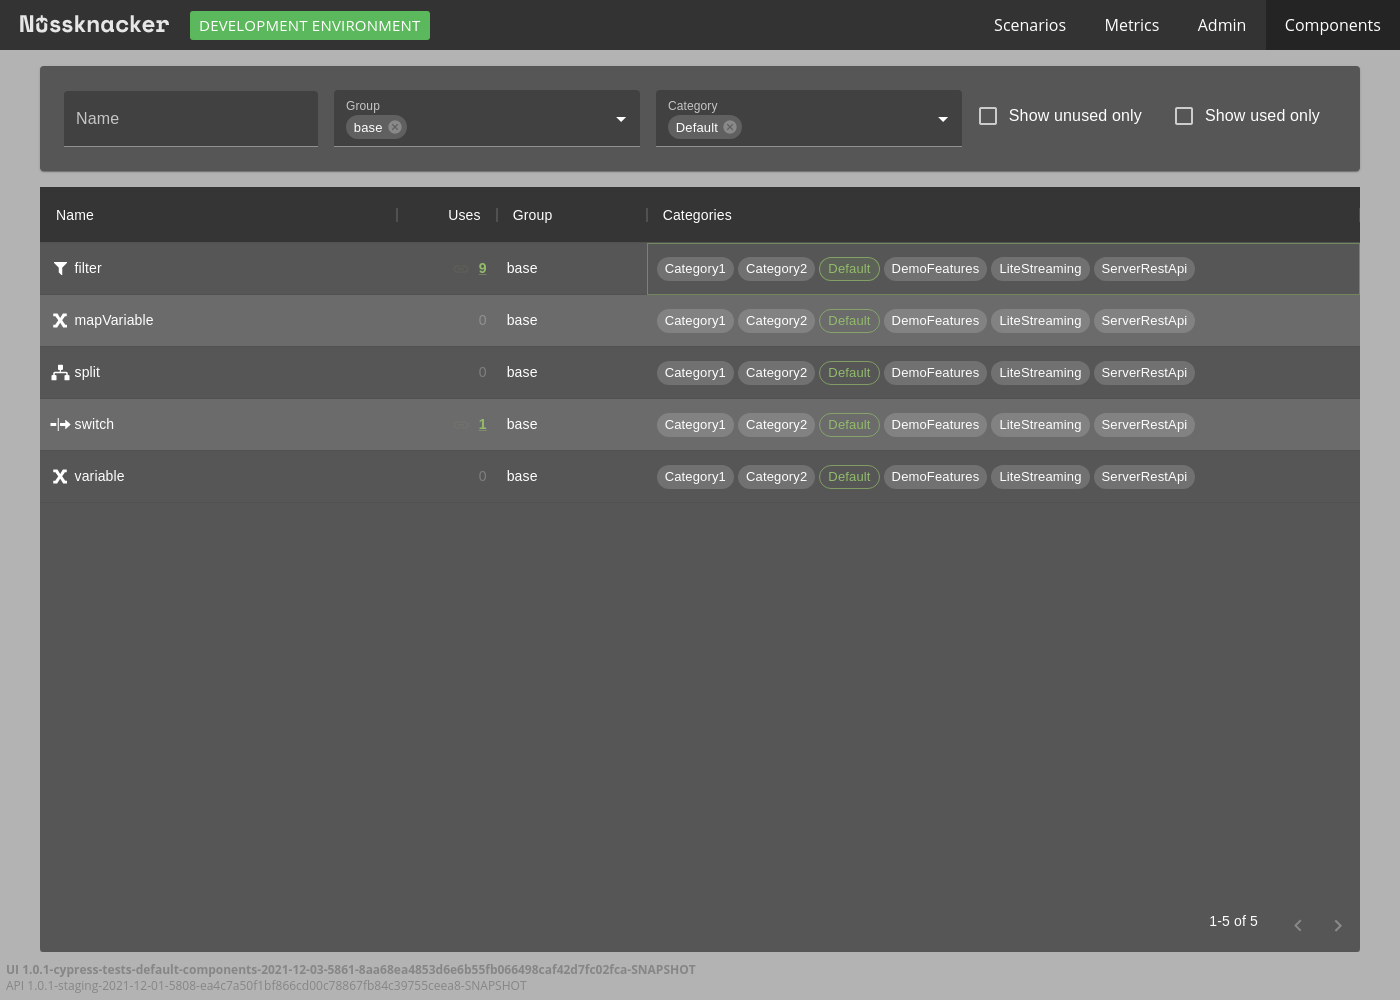 Nussknacker DEVELOPMENT ENVIRONMENT Scenarios Metrics Admin Components
Name Group base Category Default Show unused only Show used only
Name Uses Group Categories
filter 9 base Category1 Category2 Default DemoFeatures LiteStreaming ServerRestApi
mapVariable 0 base Category1 Category2 Default DemoFeatures LiteStreaming ServerRestApi
split 0 base Category1 Category2 Default DemoFeatures LiteStreaming ServerRestApi
switch 1 base Category1 Category2 Default DemoFeatures LiteStreaming ServerRestApi
variable 0 base Category1 Category2 Default DemoFeatures LiteStreaming ServerRestApi
1-5 of 5
UI 1.0.1-cypress-tests-default-components-2021-12-03-5861-8aa68ea4853d6e6b55fb066498caf42d7fc02fca-SNAPSHOT
API 1.0.1-staging-2021-12-01-5808-ea4c7a50f1bf866cd00c78867fb84c39755ceea8-SNAPSHOT